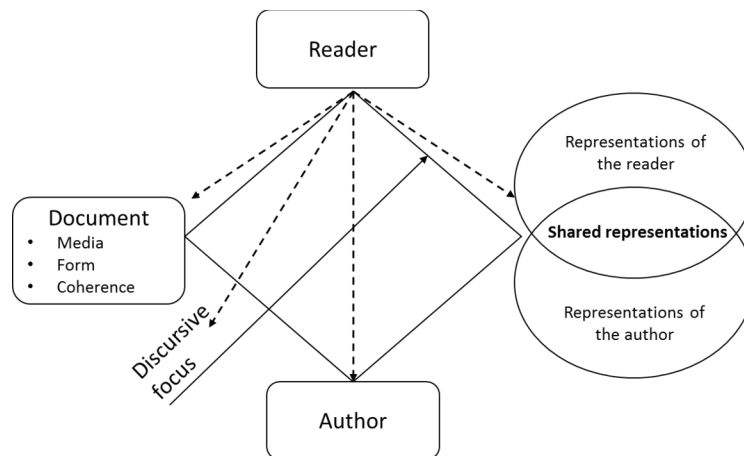 Reader
Representations of
the reader
Document
• Media
• Form
• Coherence
Shared representations
Representations of
the author
Discursive
focus
Author